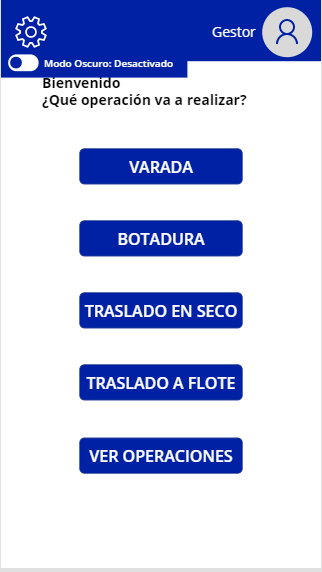 Gestor
Modo Oscuro: Desactivado
Bienvenido
¿Qué operación va a realizar?
VARADA
BOTADURA
TRASLADO EN SECO
TRASLADO A FLOTE
VER OPERACIONES